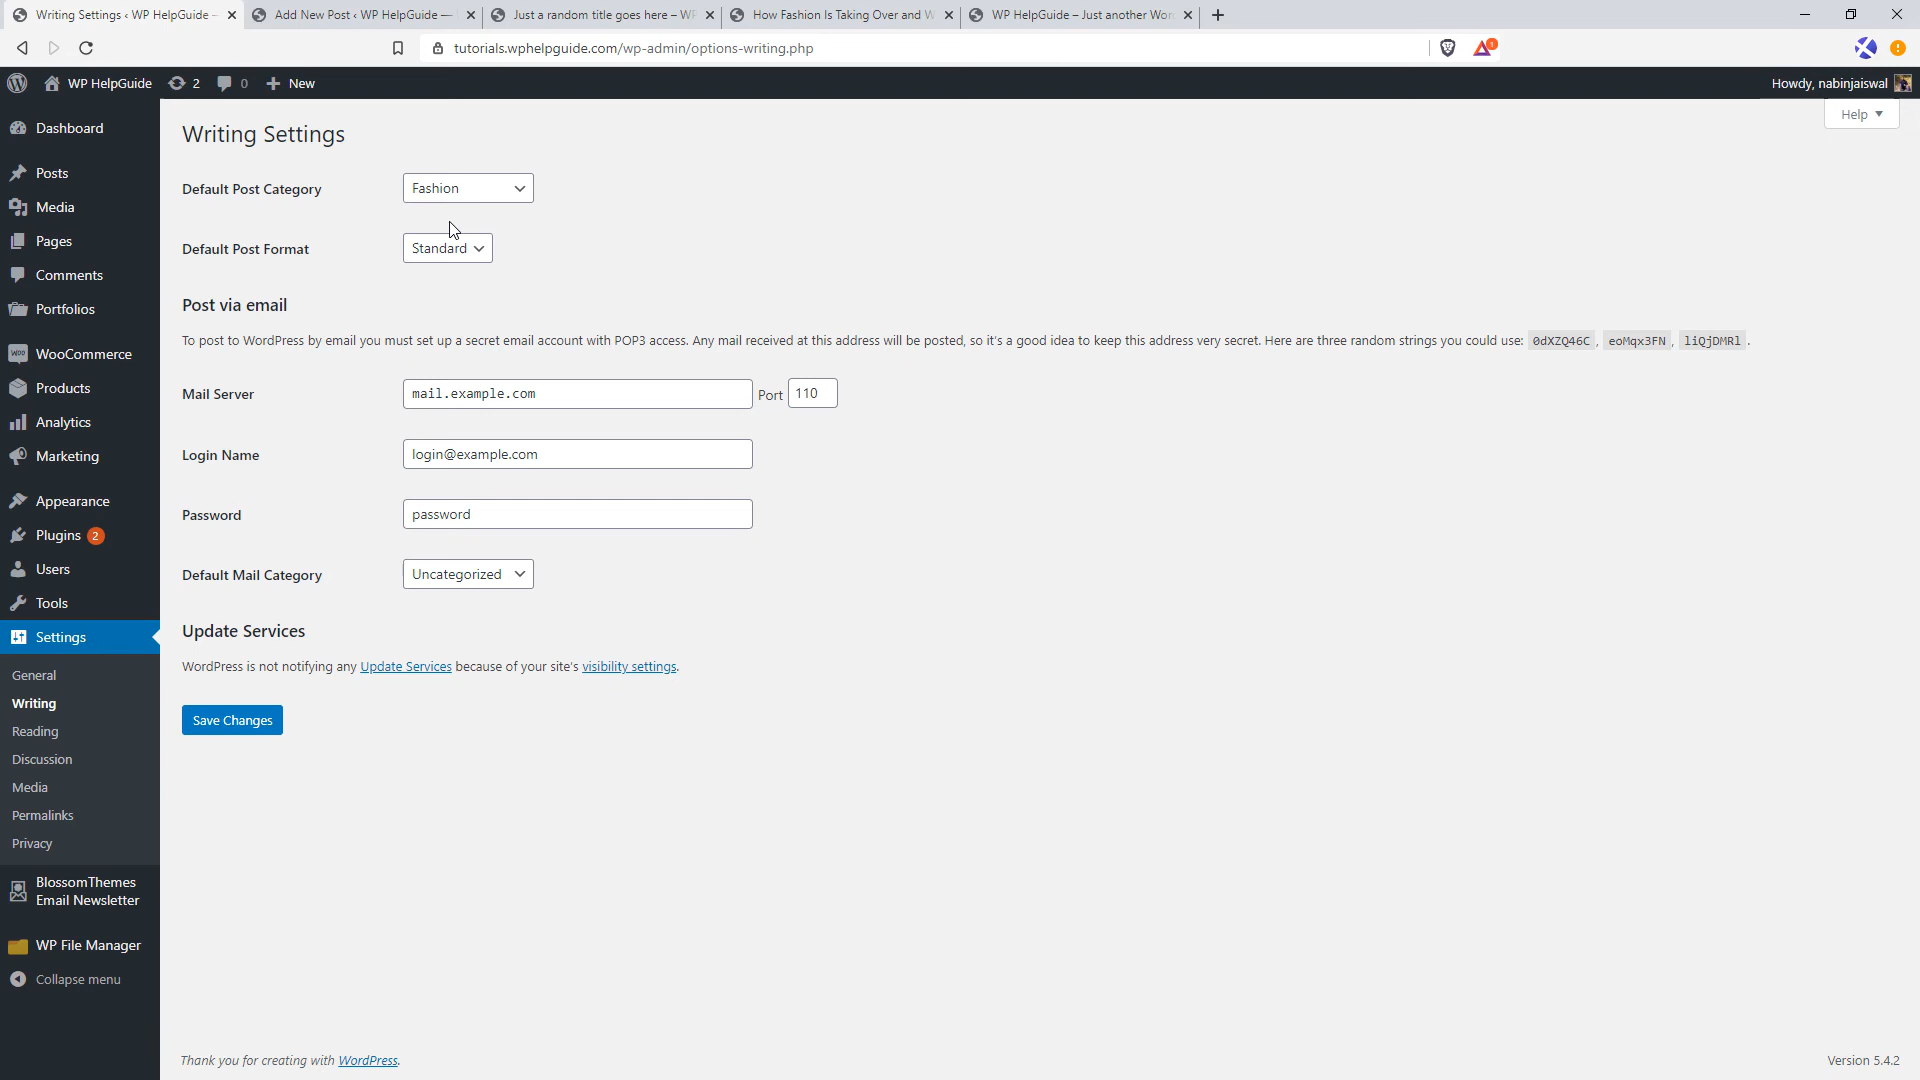 Writing Settings ‹ WP HelpGuide —
Add New Post ‹ WP HelpGuide —
Just a random title goes here – WP
How Fashion Is Taking Over and W
WP HelpGuide – Just another Wor
tutorials.wphelpguide.com/wp-admin/options-writing.php
1
WP HelpGuide
2
0
New
Howdy, nabinjaiswal
Help
Dashboard
Posts
Media
Pages
Comments
Portfolios
WooCommerce
Products
Analytics
Marketing
Appearance
Plugins 2
Users
Tools
Settings
General
Writing
Reading
Discussion
Media
Permalinks
Privacy
BlossomThemes
Email Newsletter
WP File Manager
Collapse menu
Writing Settings
Default Post Category
Fashion
Default Post Format
Standard
Post via email
To post to WordPress by email you must set up a secret email account with POP3 access. Any mail received at this address will be posted, so it's a good idea to keep this address very secret. Here are three random strings you could use: 0dXZQ46C, eoMqx3FN, liQjDMRl.
Mail Server
mail.example.com
Port 110
Login Name
login@example.com
Password
password
Default Mail Category
Uncategorized
Update Services
WordPress is not notifying any Update Services because of your site's visibility settings.
Save Changes
Thank you for creating with WordPress.
Version 5.4.2